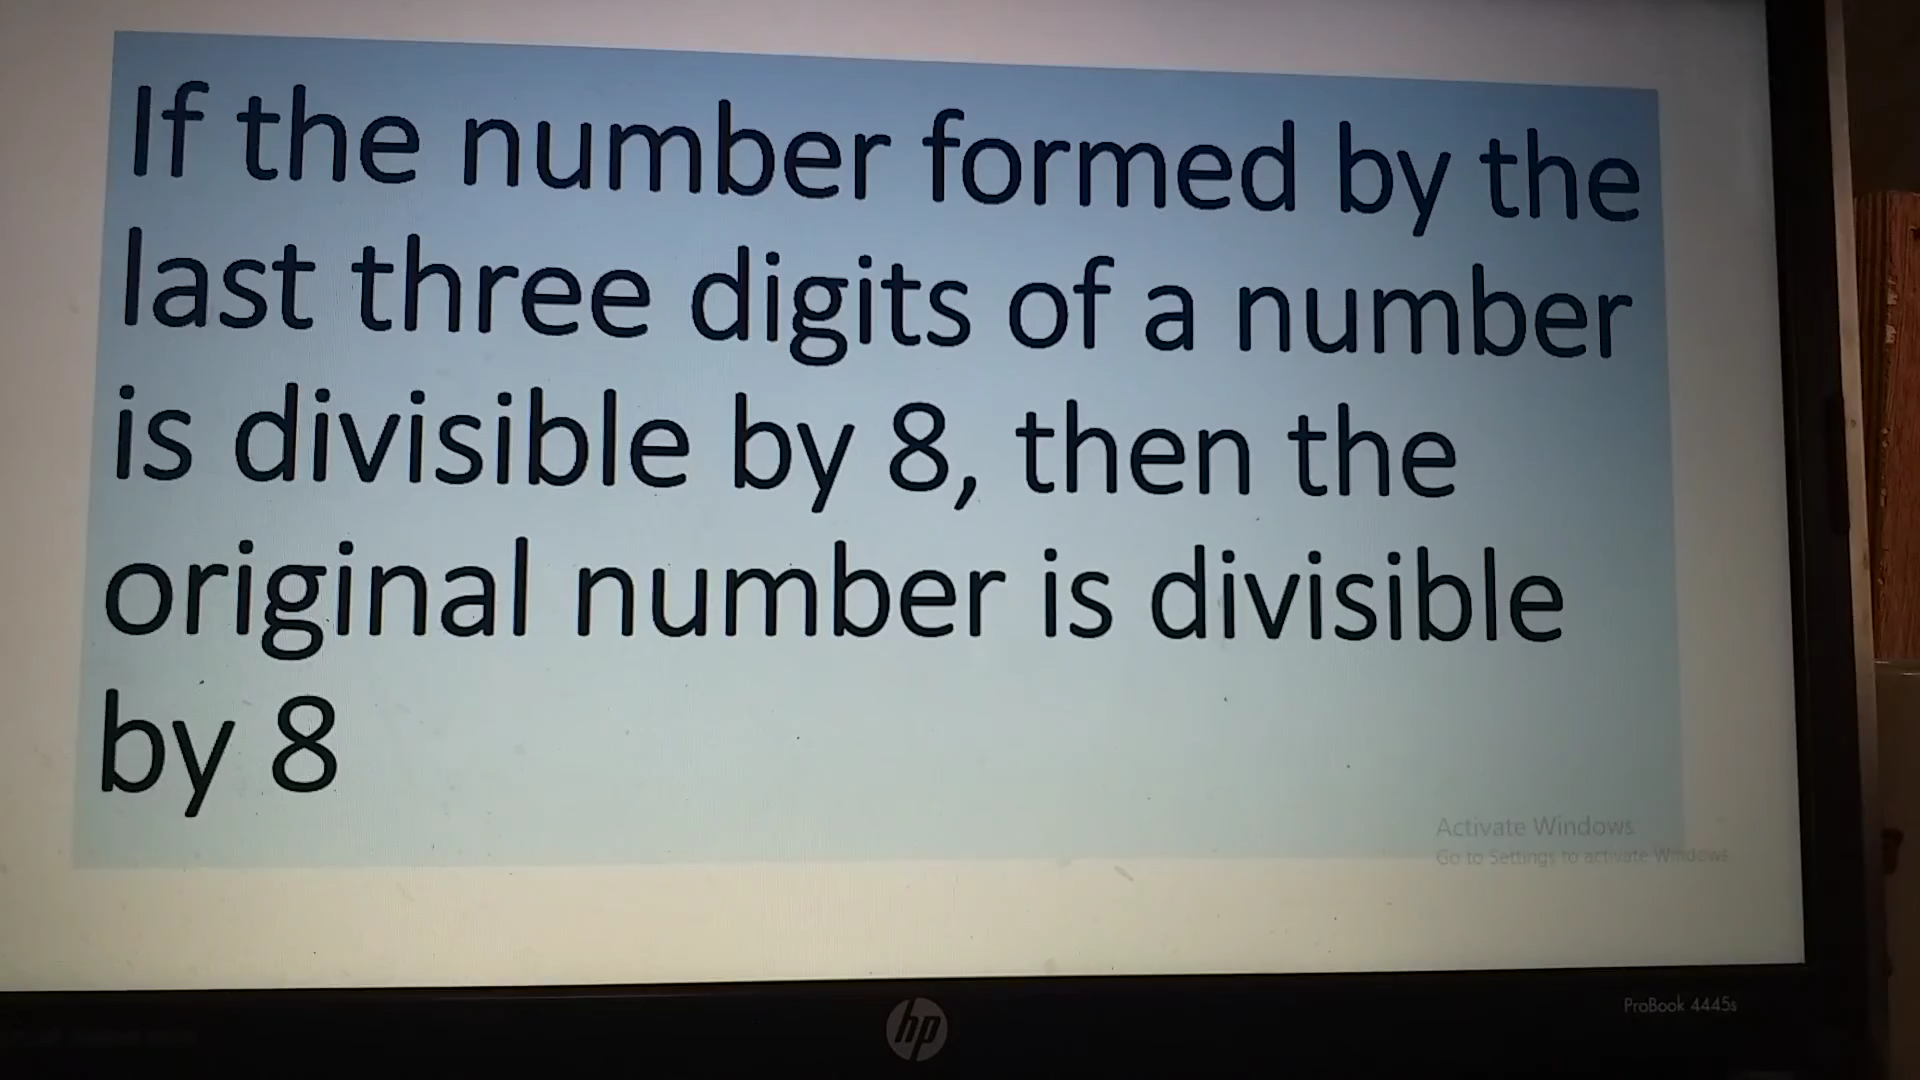 If the number formed by the
last three digits of a number
is divisible by 8, then the
original number is divisible
by 8
Activate Windows
Go to Settings to activate Windows
hp
ProBook 4445s